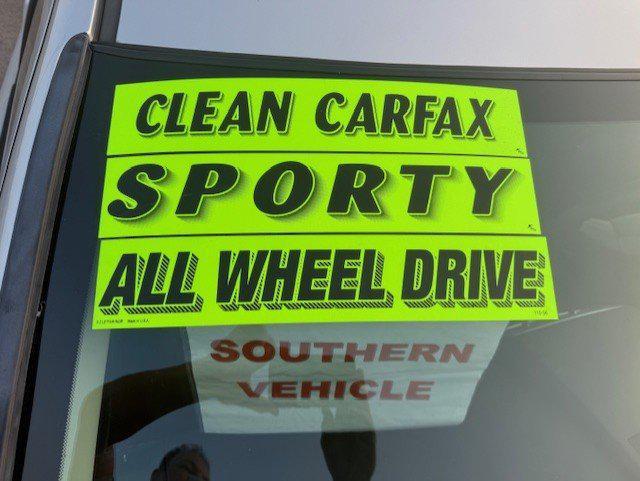 CLEAN CARFAX
SPORTY
ALL WHEEL DRIVE
SOUTHERN
VEHICLE